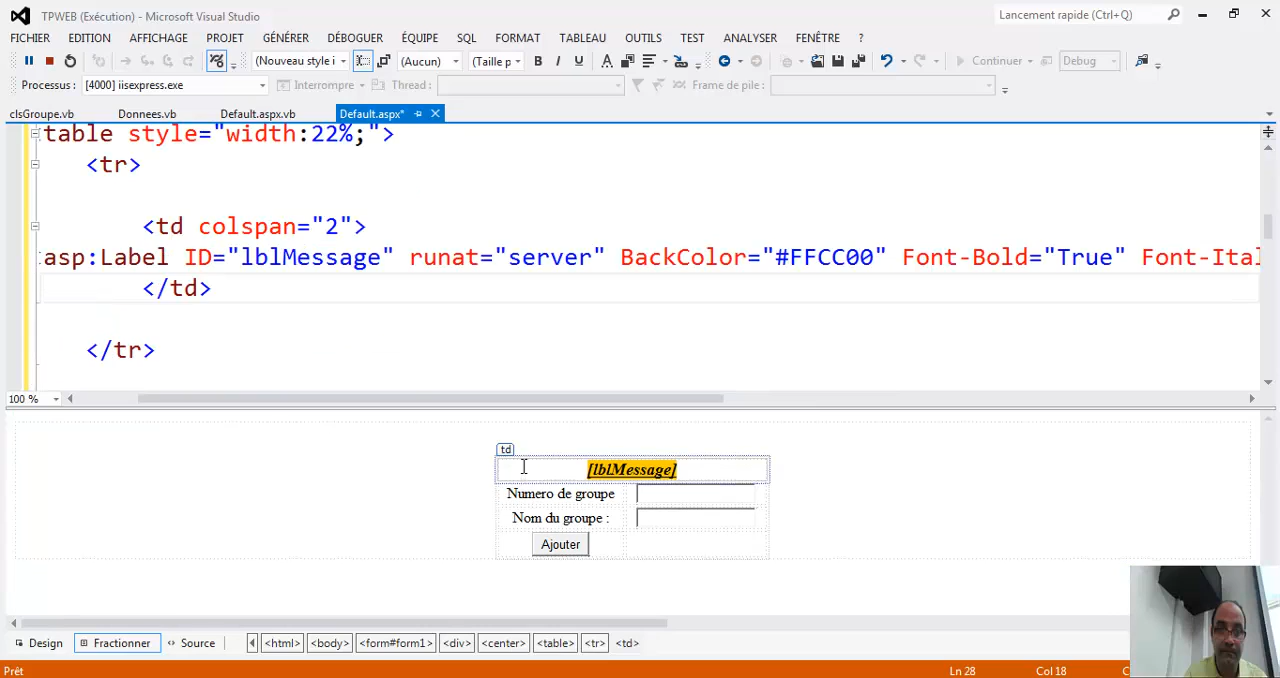 TPWEB (Exécution) - Microsoft Visual Studio
Lancement rapide (Ctrl+Q)
FICHIER EDITION AFFICHAGE PROJET GÉNÉRER DÉBOGUER ÉQUIPE SQL FORMAT TABLEAU OUTILS TEST ANALYSER FENÊTRE ?
(Nouveau style i (Aucun) (Taille p B I U A Continuer Debug
Processus : [4000] iisexpress.exe Interrompre Thread : Frame de pile :
clsGroupe.vb Donnees.vb Default.aspx.vb Default.aspx*
table style="width:22%;">
<tr>
<td colspan="2">
asp:Label ID="lblMessage" runat="server" BackColor="#FFCC00" Font-Bold="True" Font-Ital
</td>
</tr>
100 %
td
[lblMessage]
Numero de groupe
Nom du groupe :
Ajouter
Design Fractionner Source <html> <body> <form#form1> <div> <center> <table> <tr> <td>
Prêt Ln 28 Col 18